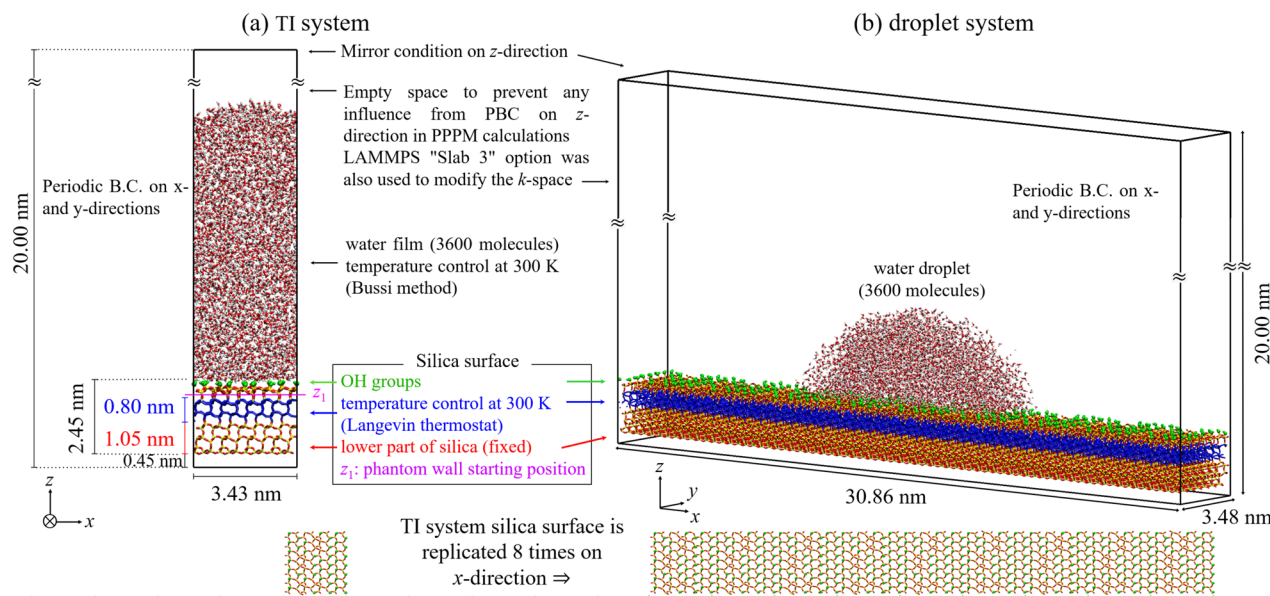 (a) TI system
(b) droplet system
Mirror condition on z-direction
Empty space to prevent any
influence from PBC on z-
direction in PPPM calculations
LAMMPS "Slab 3" option was
also used to modify the k-space
Periodic B.C. on x-
and y-directions
water film (3600 molecules)
temperature control at 300 K
(Bussi method)
20.00 nm
Silica surface
OH groups
temperature control at 300 K
(Langevin thermostat)
lower part of silica (fixed)
z₁: phantom wall starting position
z₁
2.45 nm
0.80 nm
1.05 nm
0.45 nm
3.43 nm
z
x
Periodic B.C. on x-
and y-directions
water droplet
(3600 molecules)
20.00 nm
z
y
x
30.86 nm
3.48 nm
TI system silica surface is
replicated 8 times on
x-direction ⇒